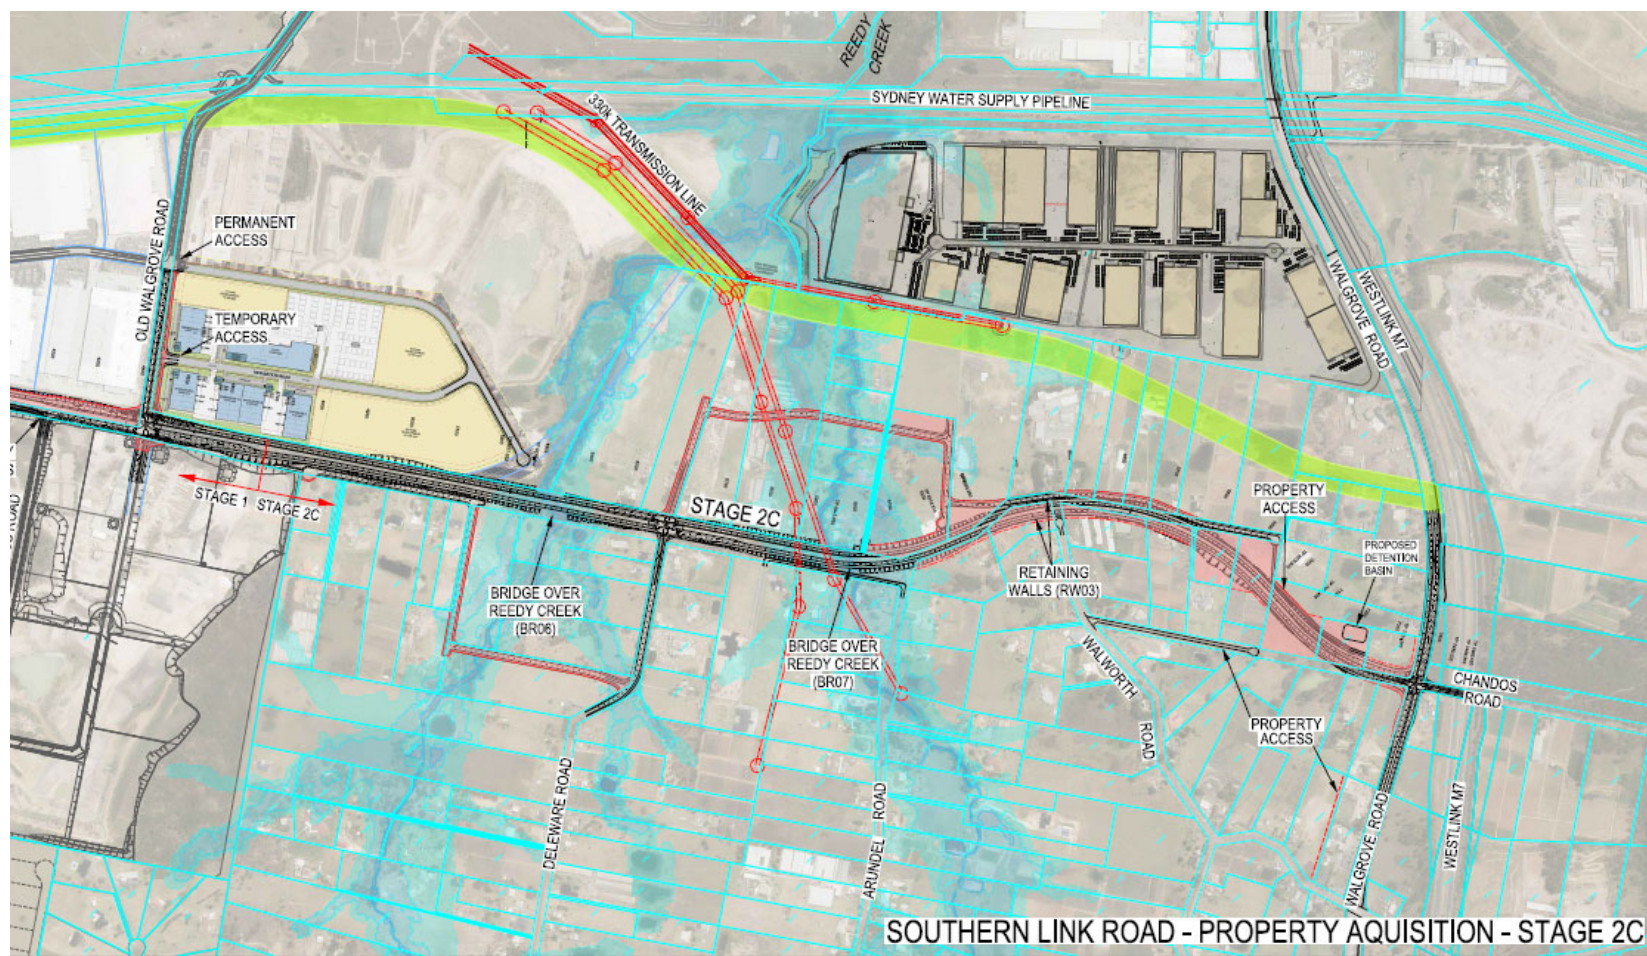 REEDY
CREEK
SYDNEY WATER SUPPLY PIPELINE
330k TRANSMISSION LINE
PERMANENT
ACCESS
OLD WALGROVE ROAD
TEMPORARY
ACCESS
WALGROVE ROAD
WESTLINK M7
STAGE 1
STAGE 2C
STAGE 2C
ROAD
PROPERTY
ACCESS
PROPOSED
DETENTION
BASIN
RETAINING
WALLS (RW03)
BRIDGE OVER
REEDY CREEK
(BR06)
BRIDGE OVER
REEDY CREEK
(BR07)
WALWORTH
ROAD
CHANDOS
ROAD
PROPERTY
ACCESS
DELEWARE ROAD
ARUNDEL ROAD
WALGROVE ROAD
WESTLINK M7
SOUTHERN LINK ROAD - PROPERTY AQUISITION - STAGE 2C